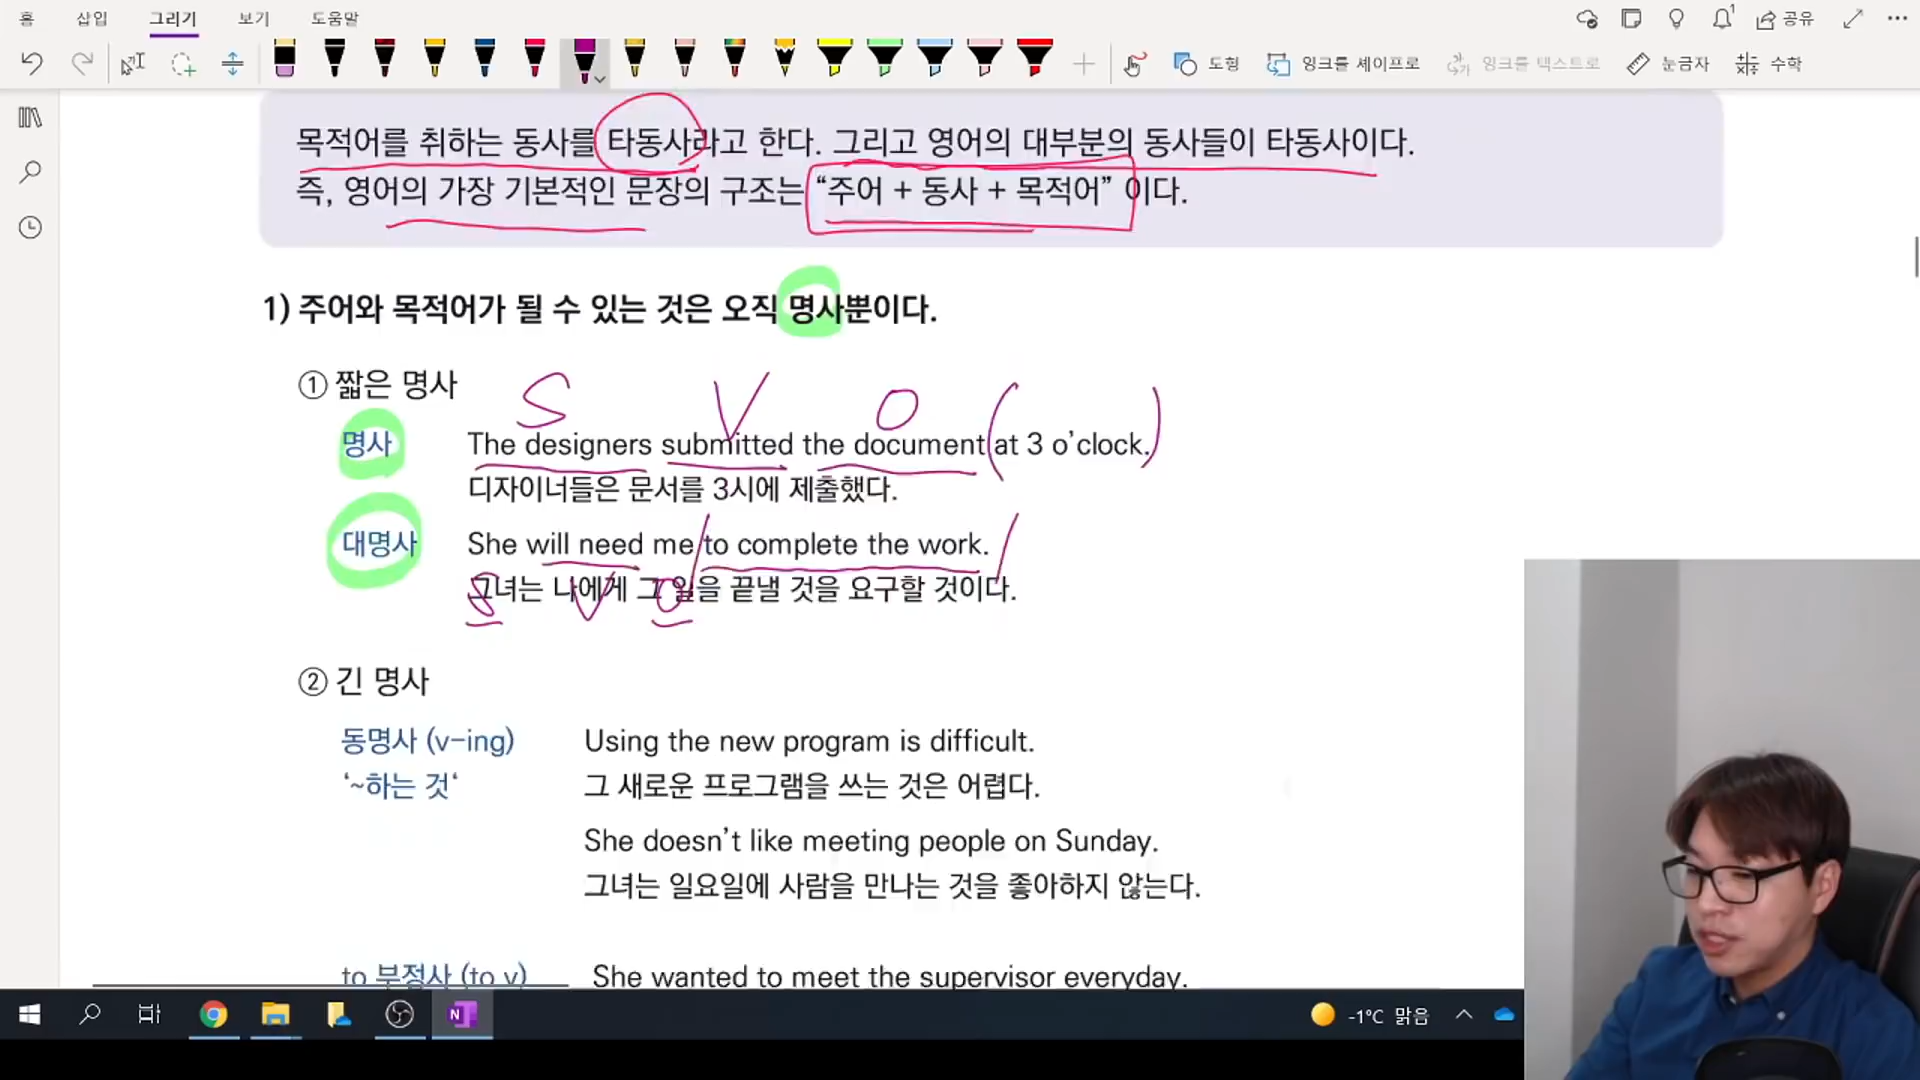 홈 삽입 그리기 보기 도움말
1 공유
도형 잉크를 셰이프로 잉크를 텍스트로 눈금자 수학
목적어를 취하는 동사를 타동사라고 한다. 그리고 영어의 대부분의 동사들이 타동사이다.
즉, 영어의 가장 기본적인 문장의 구조는 “주어 + 동사 + 목적어” 이다.
1) 주어와 목적어가 될 수 있는 것은 오직 명사뿐이다.
① 짧은 명사
S V O
명사 The designers submitted the document (at 3 o’clock.)
디자이너들은 문서를 3시에 제출했다.
대명사 She will need me / to complete the work. /
그녀는 나에게 그 일을 끝낼 것을 요구할 것이다.
S V O
② 긴 명사
동명사 (v-ing) Using the new program is difficult.
‘~하는 것‘ 그 새로운 프로그램을 쓰는 것은 어렵다.
She doesn’t like meeting people on Sunday.
그녀는 일요일에 사람을 만나는 것을 좋아하지 않는다.
to 부정사 (to v) She wanted to meet the supervisor everyday.
N -1°C 맑음